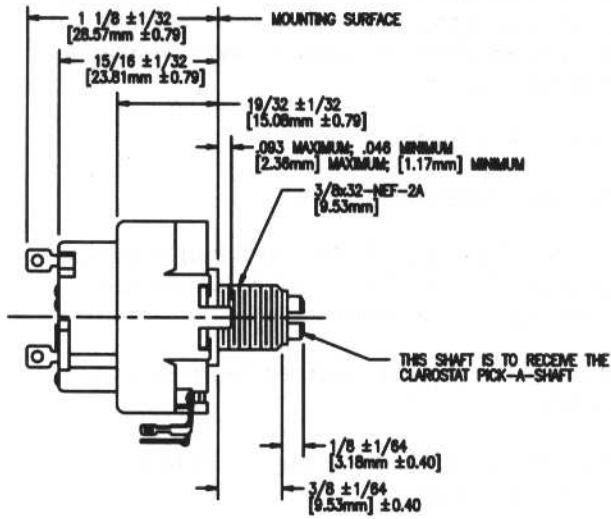 1 1/8 ±1/32
[28.57mm ±0.79]
MOUNTING SURFACE
15/16 ±1/32
[23.81mm ±0.79]
19/32 ±1/32
[15.08mm ±0.79]
.093 MAXIMUM; .046 MINIMUM
[2.36mm] MAXIMUM; [1.17mm] MINIMUM
3/8x32-NEF-2A
[9.53mm]
THIS SHAFT IS TO RECEIVE THE
CLAROSTAT PICK-A-SHAFT
1/8 ±1/64
[3.18mm ±0.40]
3/8 ±1/64
[9.53mm] ±0.40